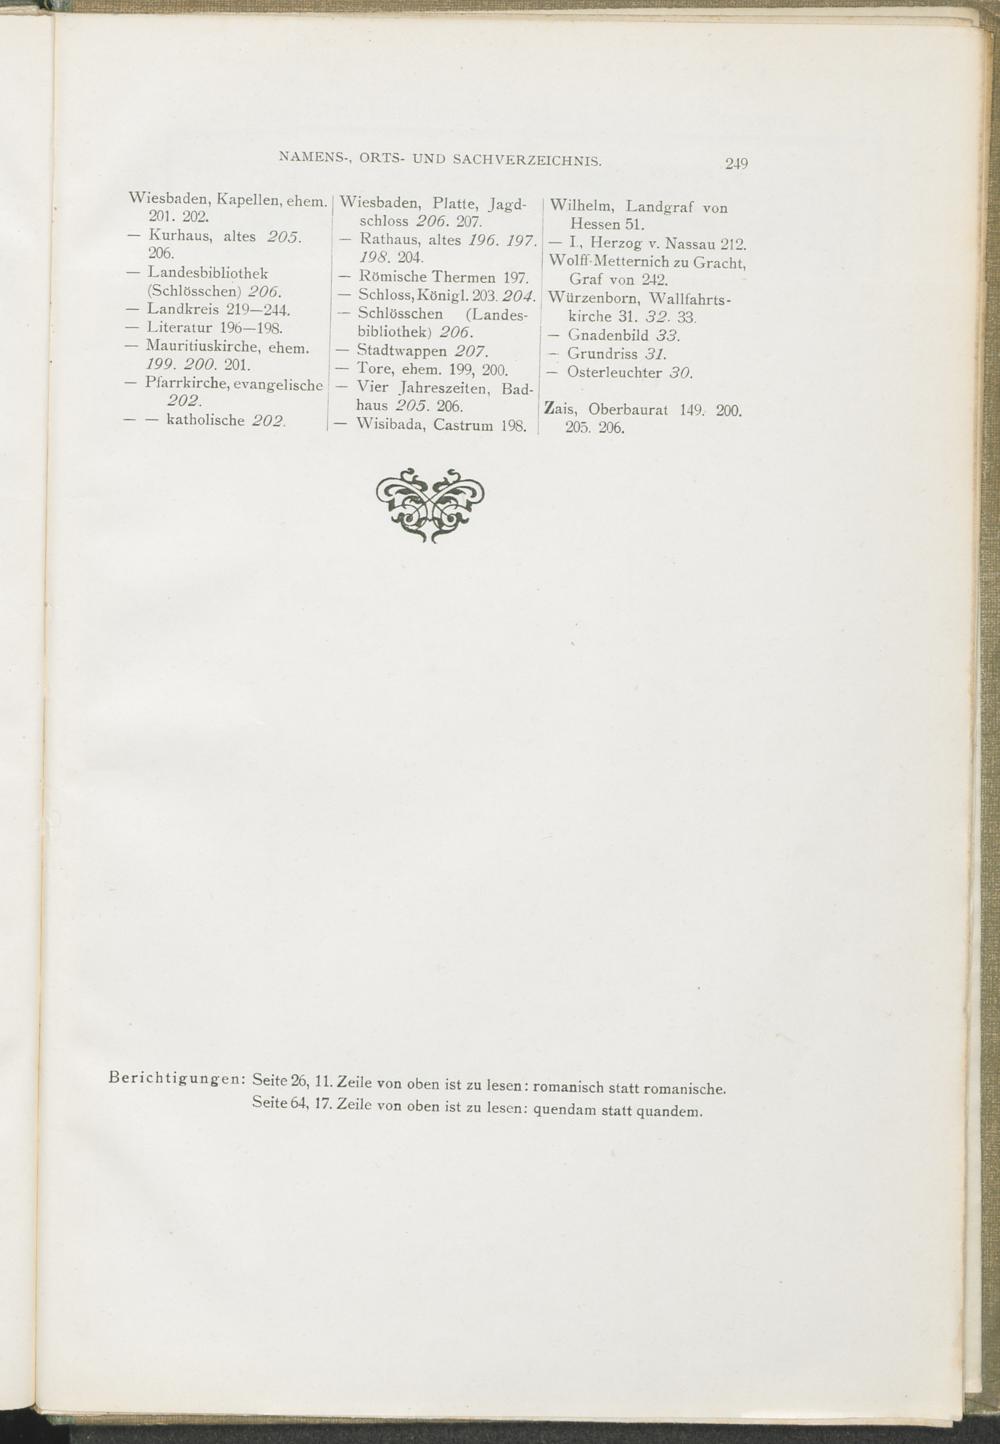 NAMENS-, ORTS- UND SACHVERZEICHNIS.
249
Wiesbaden, Kapellen, ehem.
201. 202.
— Kurhaus, altes 205.
206.
— Landesbibliothek
(Schlösschen) 206.
— Landkreis 219—244.
— Literatur 196—198.
— Mauritiuskirche, ehem.
199. 200. 201.
— Pfarrkirche, evangelische
202.
— — katholische 202.
Wiesbaden, Platte, Jagd-
schloss 206. 207.
— Rathaus, altes 196. 197.
198. 204.
— Römische Thermen 197.
— Schloss, Königl. 203. 204.
— Schlösschen (Landes-
bibliothek) 206.
— Stadtwappen 207.
— Tore, ehem. 199, 200.
— Vier Jahreszeiten, Bad-
haus 205. 206.
— Wisibada, Castrum 198.
Wilhelm, Landgraf von
Hessen 51.
— I., Herzog v. Nassau 212.
Wolff-Metternich zu Gracht,
Graf von 242.
Würzenborn, Wallfahrts-
kirche 31. 32. 33.
— Gnadenbild 33.
— Grundriss 31.
— Osterleuchter 30.
Zais, Oberbaurat 149. 200.
205. 206.
Berichtigungen: Seite 26, 11. Zeile von oben ist zu lesen: romanisch statt romanische.
Seite 64, 17. Zeile von oben ist zu lesen: quendam statt quandem.